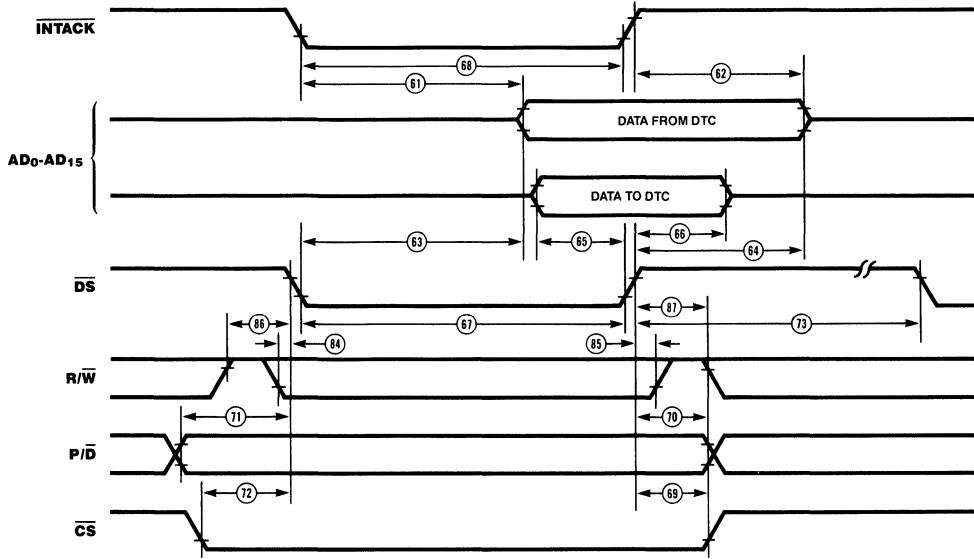 INTACK
68
61
62
DATA FROM DTC
AD0-AD15
DATA TO DTC
63
65
66
64
DS
86
84
67
85
87
73
R/W
71
70
P/D
72
69
CS